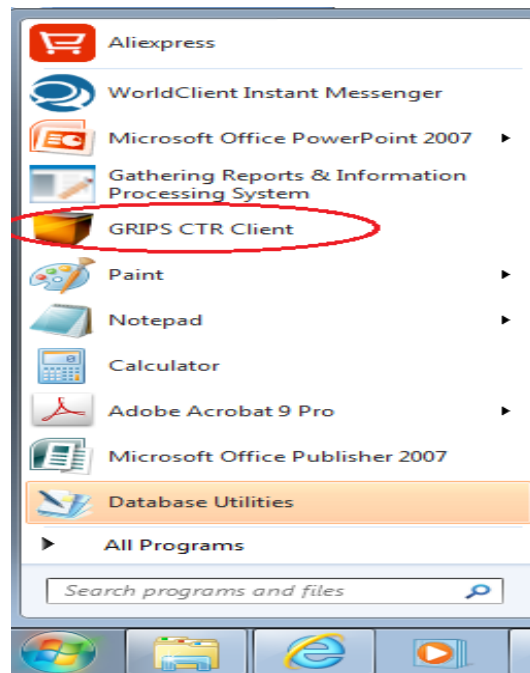 Aliexpress
WorldClient Instant Messenger
Microsoft Office PowerPoint 2007
Gathering Reports & Information
Processing System
GRIPS CTR Client
Paint
Notepad
Calculator
Adobe Acrobat 9 Pro
Microsoft Office Publisher 2007
Database Utilities
All Programs
Search programs and files